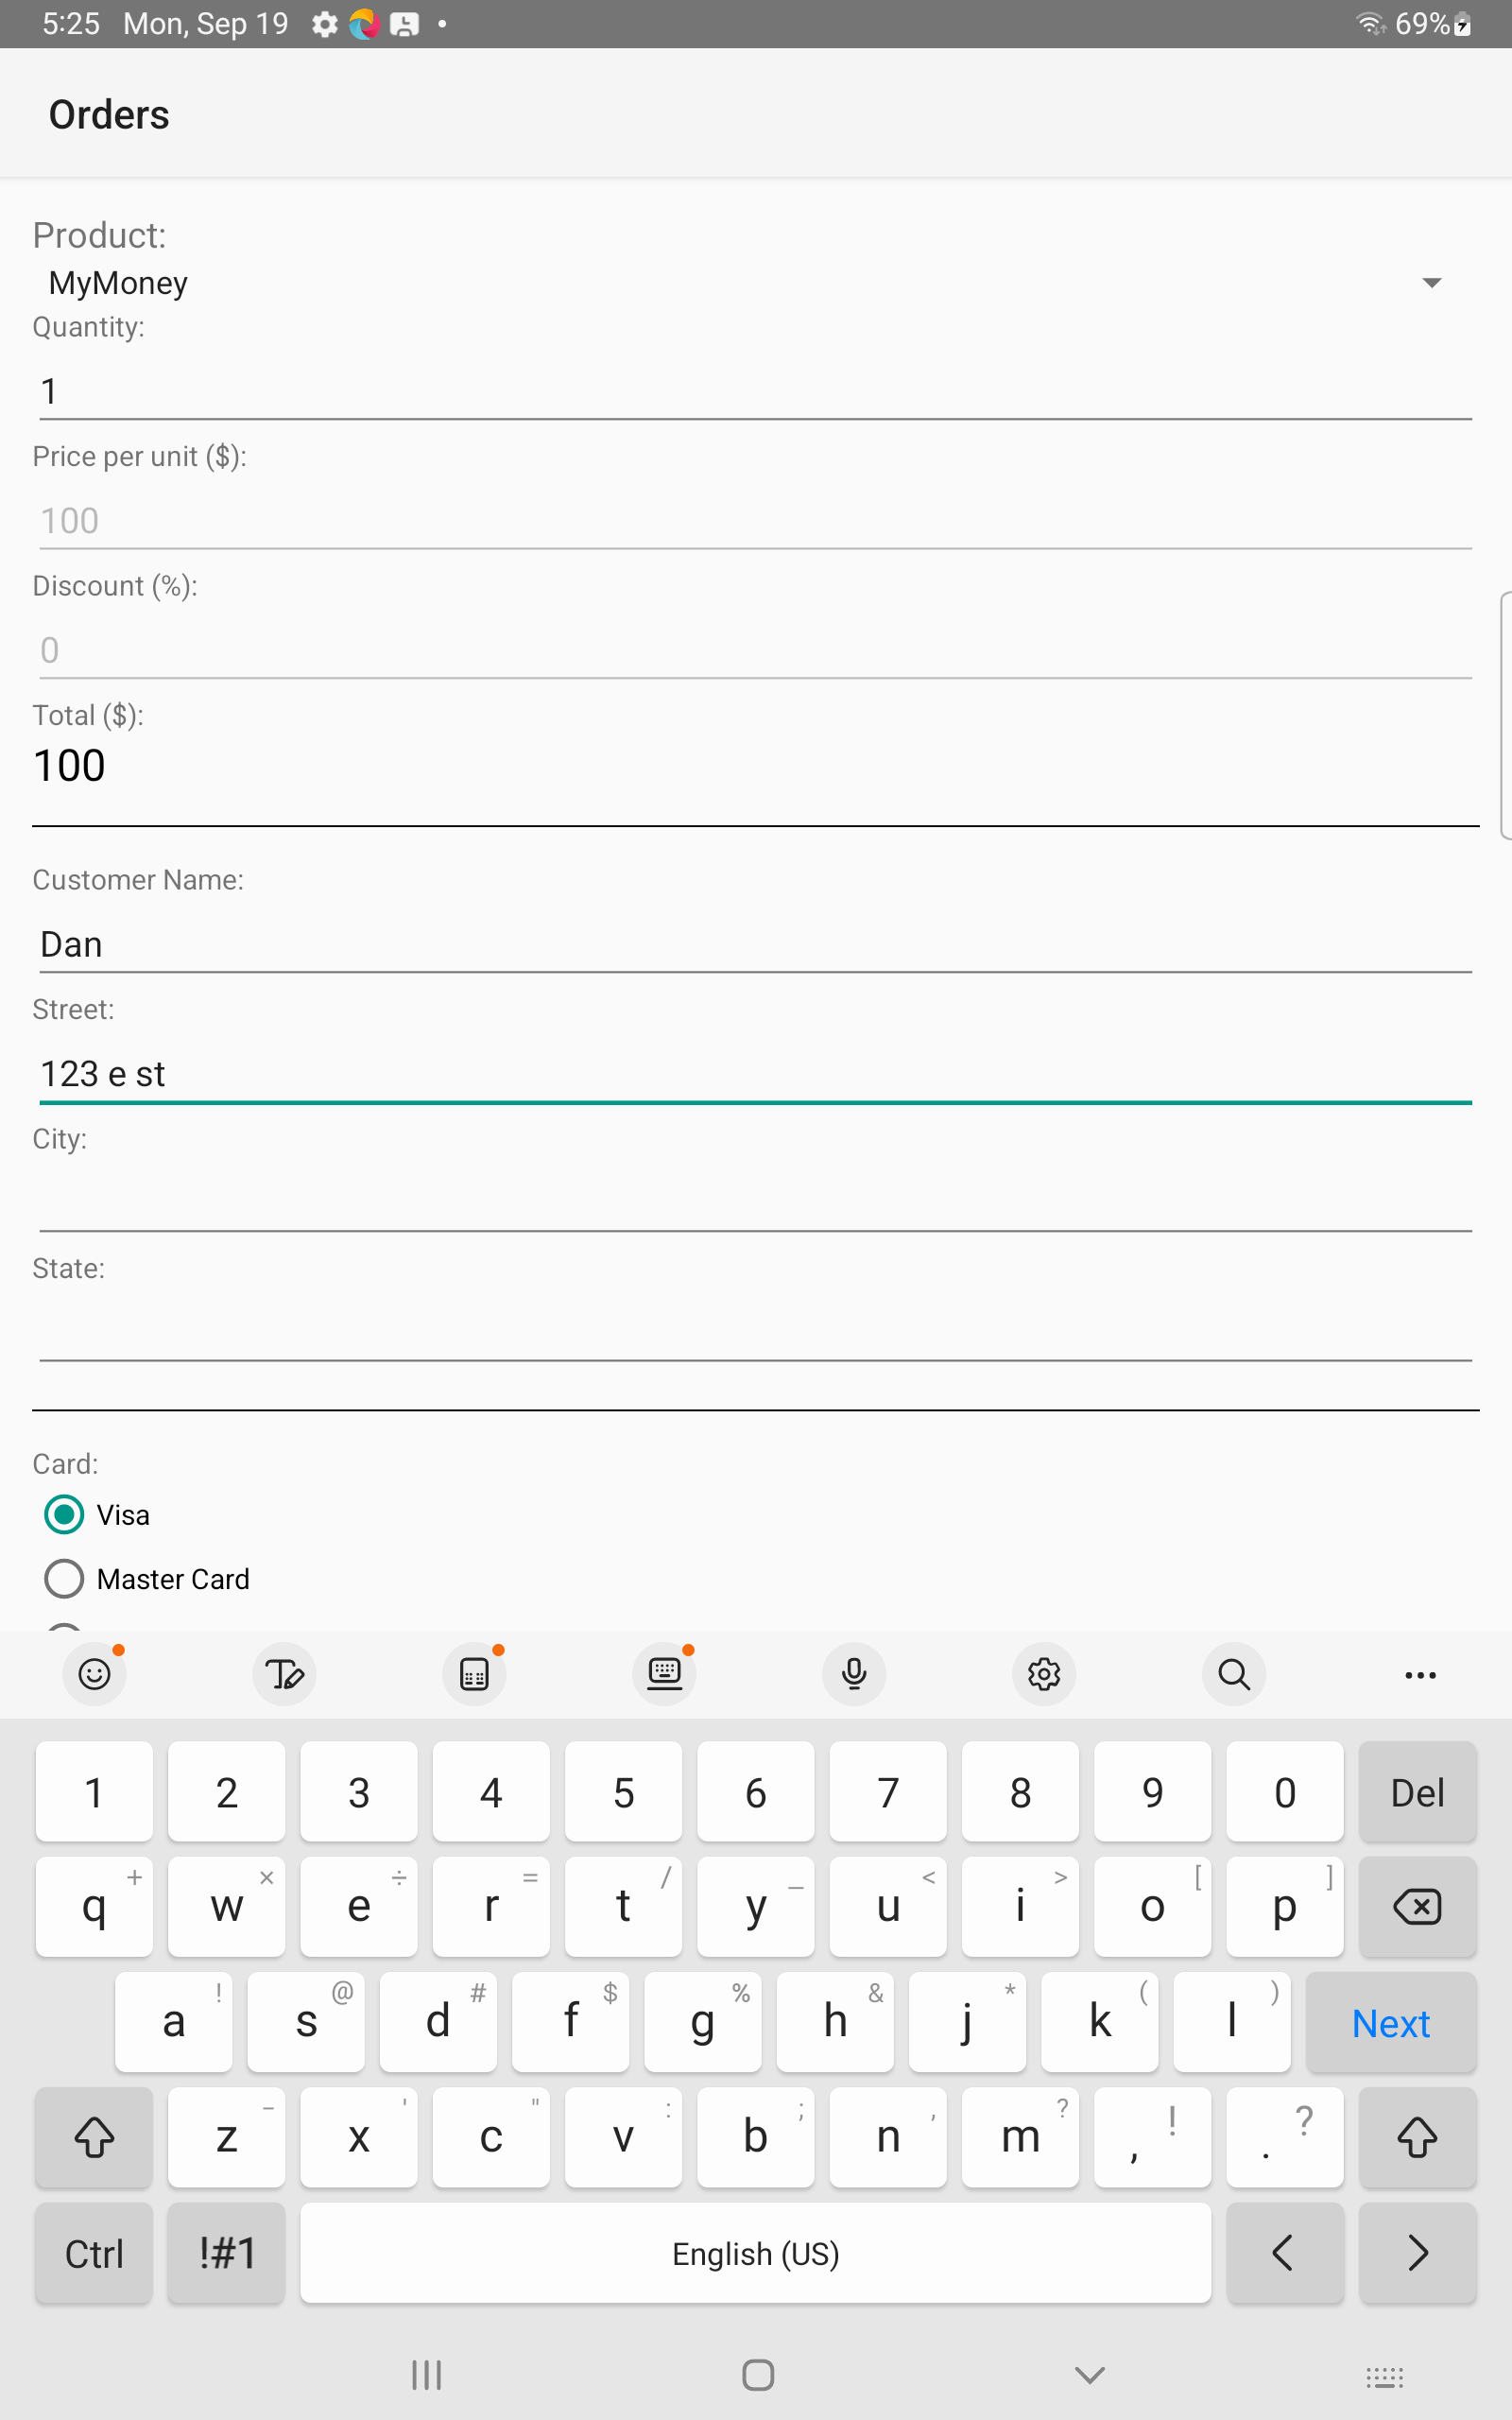 5:25 Mon, Sep 19 69%
Orders
Product:
MyMoney
Quantity:
1
Price per unit ($):
100
Discount (%):
0
Total ($):
100
Customer Name:
Dan
Street:
123 e st
City:
State:
Card:
Visa
Master Card
1 2 3 4 5 6 7 8 9 0 Del
+ × ÷ = / _ < > [ ]
q w e r t y u i o p
! @ # $ % & * ( )
a s d f g h j k l Next
- ' " : ; , ? ! ?
z x c v b n m , .
Ctrl !#1 English (US) < >